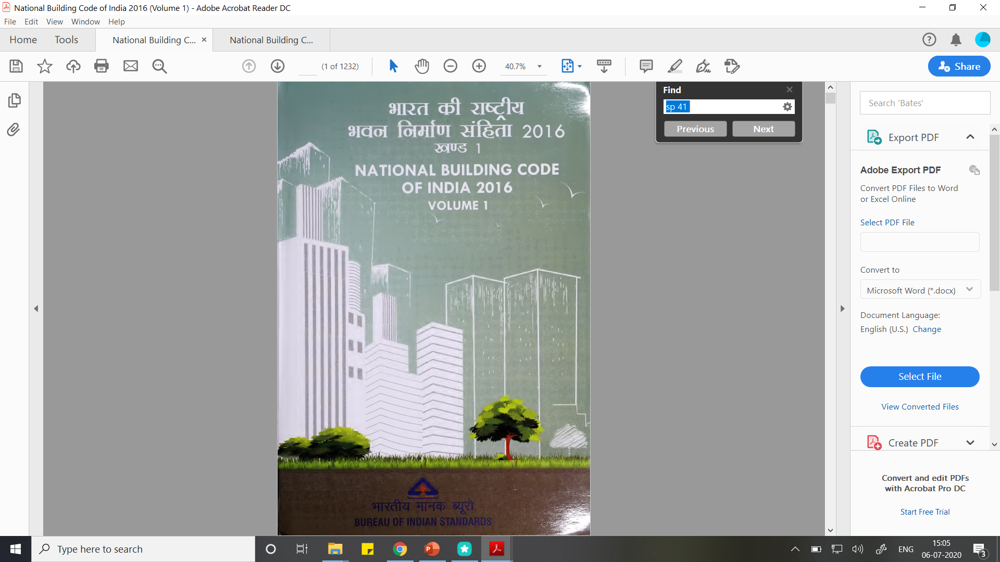 National Building Code of India 2016 (Volume 1) - Adobe Acrobat Reader DC
File Edit View Window Help
Home Tools National Building C... × National Building C...
(1 of 1232) 40.7% Share
भारत की राष्ट्रीय
भवन निर्माण संहिता 2016
खण्ड 1
NATIONAL BUILDING CODE
OF INDIA 2016
VOLUME 1
भारतीय मानक ब्यूरो
BUREAU OF INDIAN STANDARDS
Find
sp 41
Previous Next
Search 'Bates'
Export PDF
Adobe Export PDF
Convert PDF Files to Word
or Excel Online
Select PDF File
Convert to
Microsoft Word (*.docx)
Document Language:
English (U.S.) Change
Select File
View Converted Files
Create PDF
Convert and edit PDFs
with Acrobat Pro DC
Start Free Trial
Type here to search
ENG
15:05
06-07-2020
3